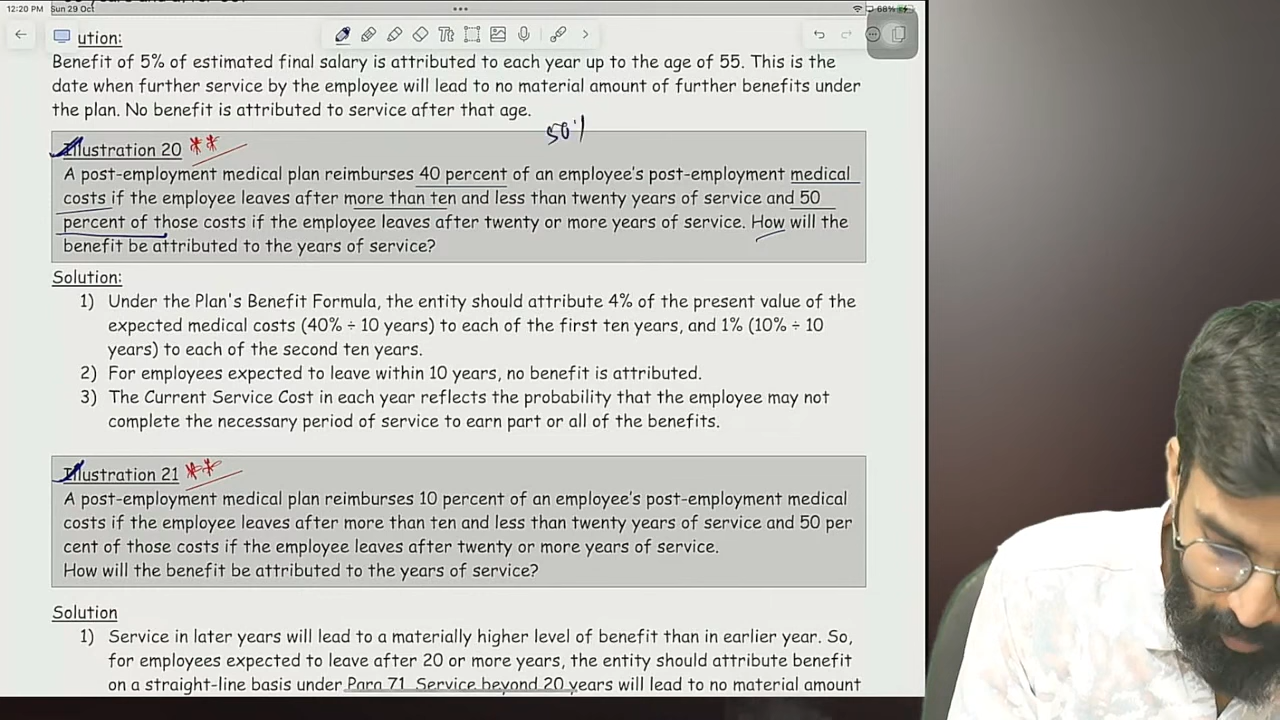 12:20 PM Sun 29 Oct
68%
ution:
Benefit of 5% of estimated final salary is attributed to each year up to the age of 55. This is the
date when further service by the employee will lead to no material amount of further benefits under
the plan. No benefit is attributed to service after that age.
50%
Illustration 20 **
A post-employment medical plan reimburses 40 percent of an employee's post-employment medical
costs if the employee leaves after more than ten and less than twenty years of service and 50
percent of those costs if the employee leaves after twenty or more years of service. How will the
benefit be attributed to the years of service?
Solution:
1) Under the Plan's Benefit Formula, the entity should attribute 4% of the present value of the
expected medical costs (40% ÷ 10 years) to each of the first ten years, and 1% (10% ÷ 10
years) to each of the second ten years.
2) For employees expected to leave within 10 years, no benefit is attributed.
3) The Current Service Cost in each year reflects the probability that the employee may not
complete the necessary period of service to earn part or all of the benefits.
Illustration 21 **
A post-employment medical plan reimburses 10 percent of an employee's post-employment medical
costs if the employee leaves after more than ten and less than twenty years of service and 50 per
cent of those costs if the employee leaves after twenty or more years of service.
How will the benefit be attributed to the years of service?
Solution
1) Service in later years will lead to a materially higher level of benefit than in earlier year. So,
for employees expected to leave after 20 or more years, the entity should attribute benefit
on a straight-line basis under Para 71. Service beyond 20 years will lead to no material amount